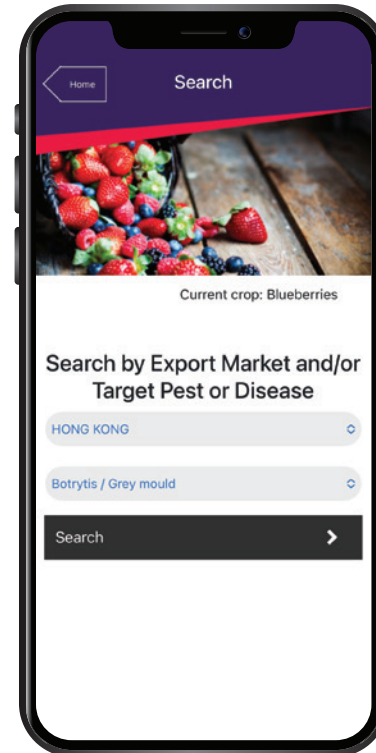 Home
Search
Current crop: Blueberries
Search by Export Market and/or
Target Pest or Disease
HONG KONG
Botrytis / Grey mould
Search